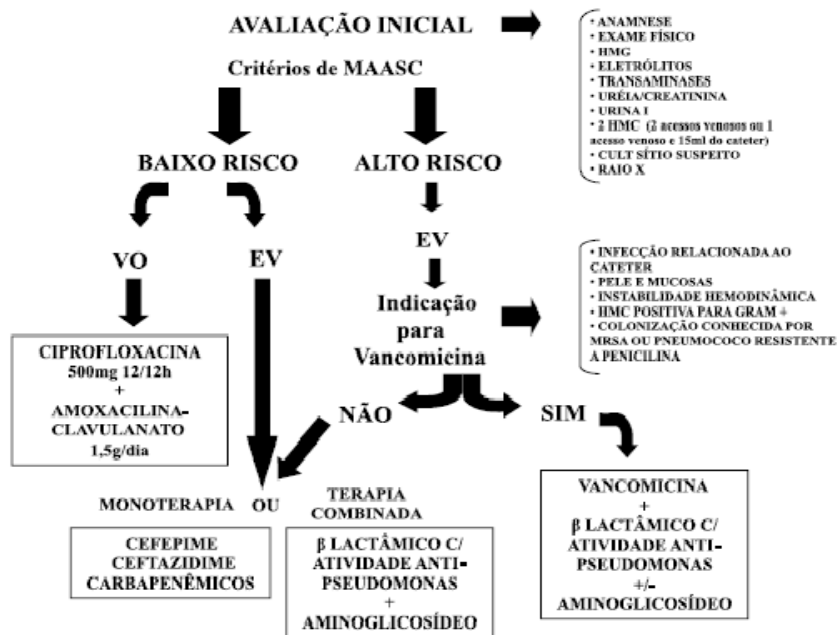 AVALIAÇÃO INICIAL
• ANAMNESE
• EXAME FÍSICO
• HMG
• ELETRÓLITOS
• TRANSAMINASES
• URÉIA/CREATININA
• URINA I
• 2 HMC (2 acessos venosos ou 1
acesso venoso e 15ml do cateter)
• CULT SÍTIO SUSPEITO
• RAIO X
Critérios de MAASC
BAIXO RISCO
ALTO RISCO
VO
EV
EV
Indicação
para
Vancomicina
• INFECÇÃO RELACIONADA AO
CATETER
• PELE E MUCOSAS
• INSTABILIDADE HEMODINÂMICA
• HMC POSITIVA PARA GRAM +
• COLONIZAÇÃO CONHECIDA POR
MRSA OU PNEUMOCOCO RESISTENTE
A PENICILINA
CIPROFLOXACINA
500mg 12/12h
+
AMOXACILINA-
CLAVULANATO
1,5g/dia
NÃO
SIM
MONOTERAPIA OU TERAPIA
COMBINADA
CEFEPIME
CEFTAZIDIME
CARBAPENÊMICOS
β LACTÂMICO C/
ATIVIDADE ANTI-
PSEUDOMONAS
+
AMINOGLICOSÍDEO
VANCOMICINA
+
β LACTÂMICO C/
ATIVIDADE ANTI-
PSEUDOMONAS
+/-
AMINOGLICOSÍDEO